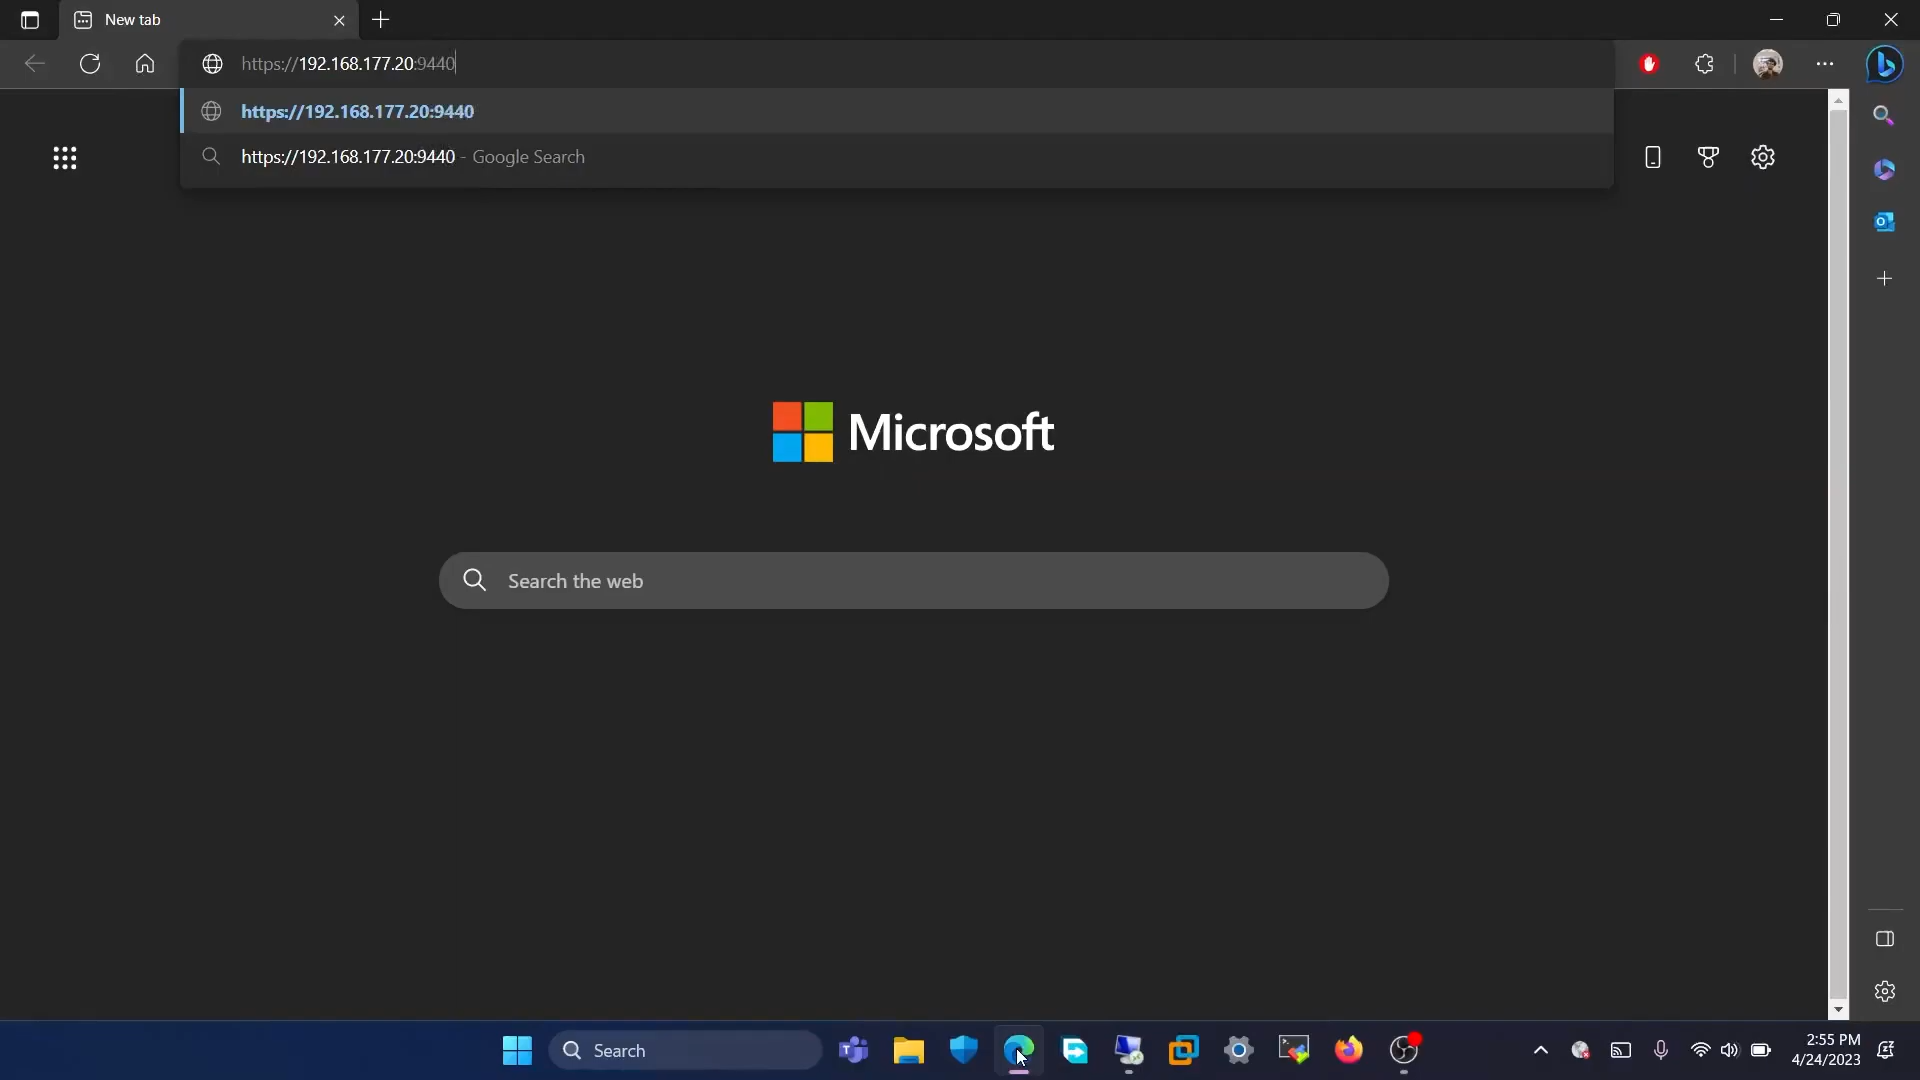 New tab
https://192.168.177.20:9440
https://192.168.177.20:9440
https://192.168.177.20:9440 - Google Search
Microsoft
Search the web
Search
2:55 PM
4/24/2023